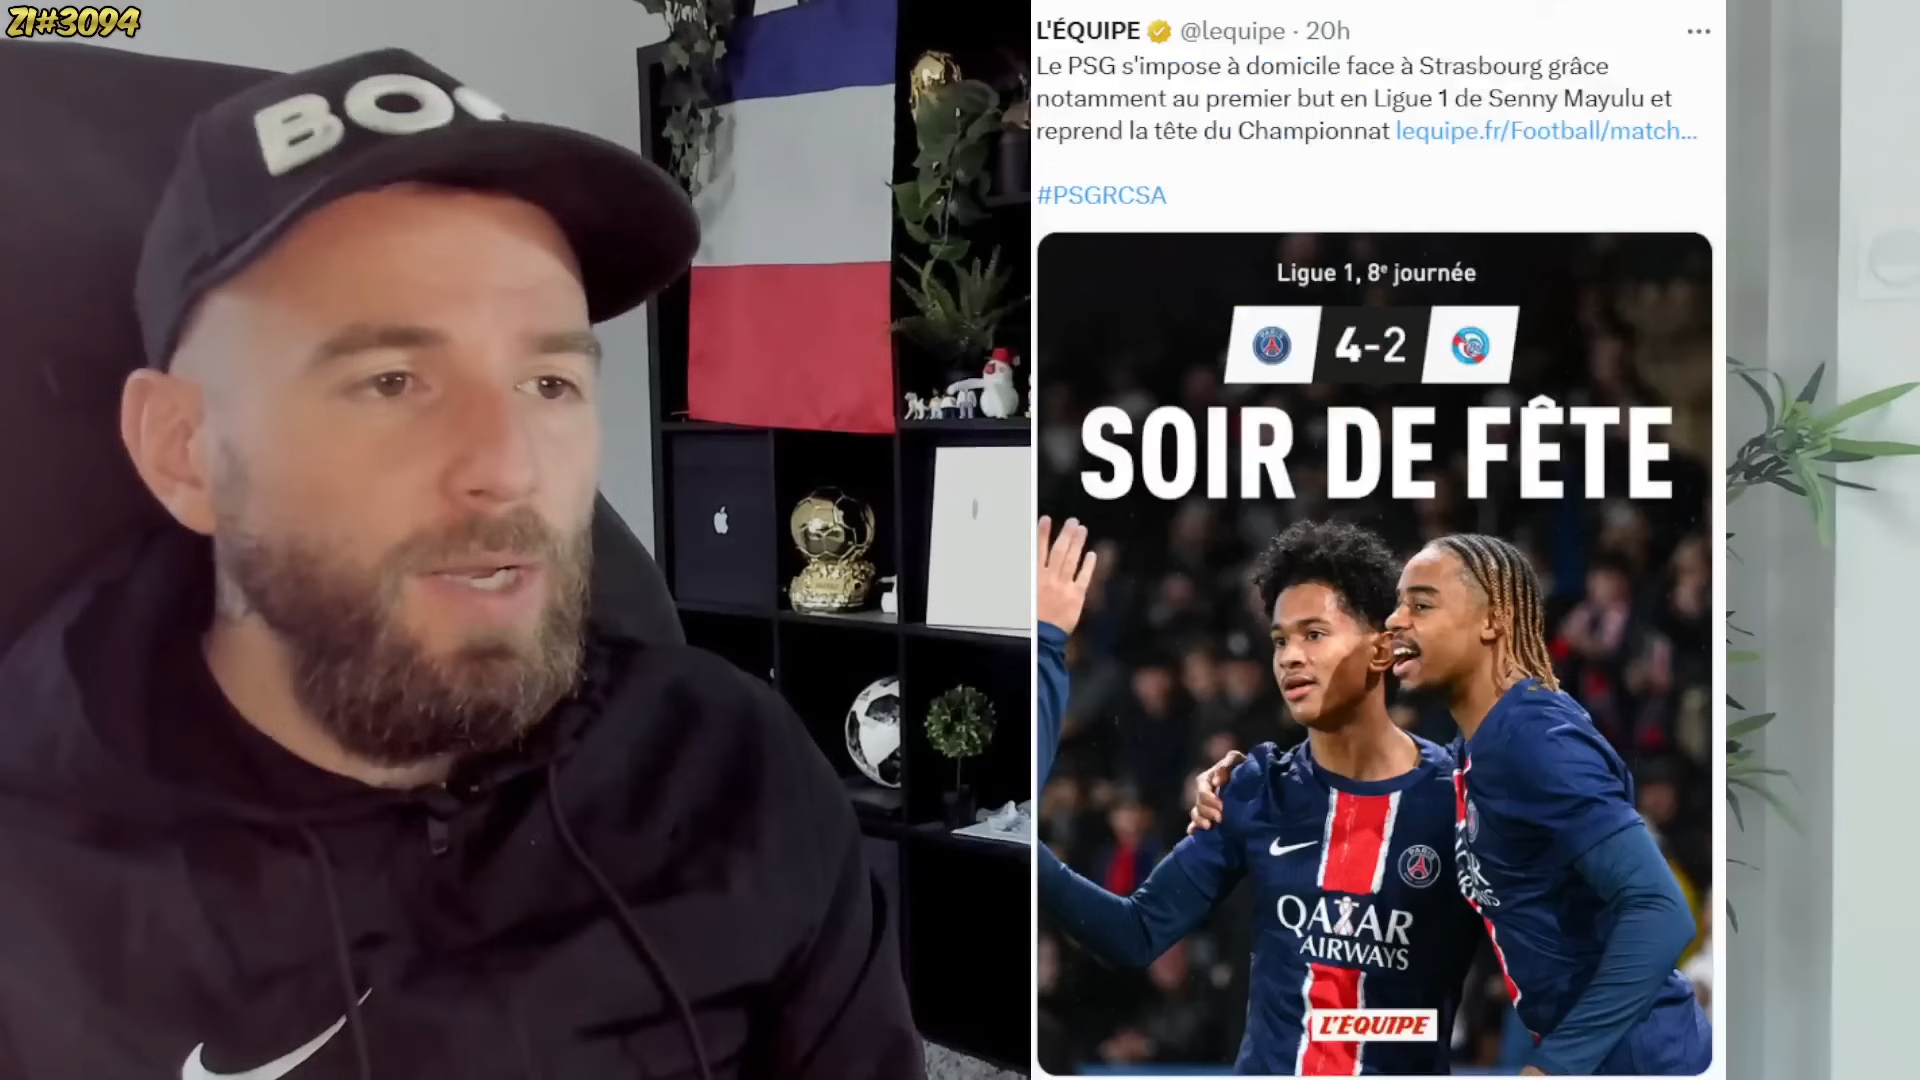 ZI#3094
BO
L'ÉQUIPE @lequipe · 20h
Le PSG s'impose à domicile face à Strasbourg grâce
notamment au premier but en Ligue 1 de Senny Mayulu et
reprend la tête du Championnat lequipe.fr/Football/match...
#PSGRCSA
Ligue 1, 8e journée
4-2
SOIR DE FÊTE
PARIS
QATAR
AIRWAYS
L'ÉQUIPE